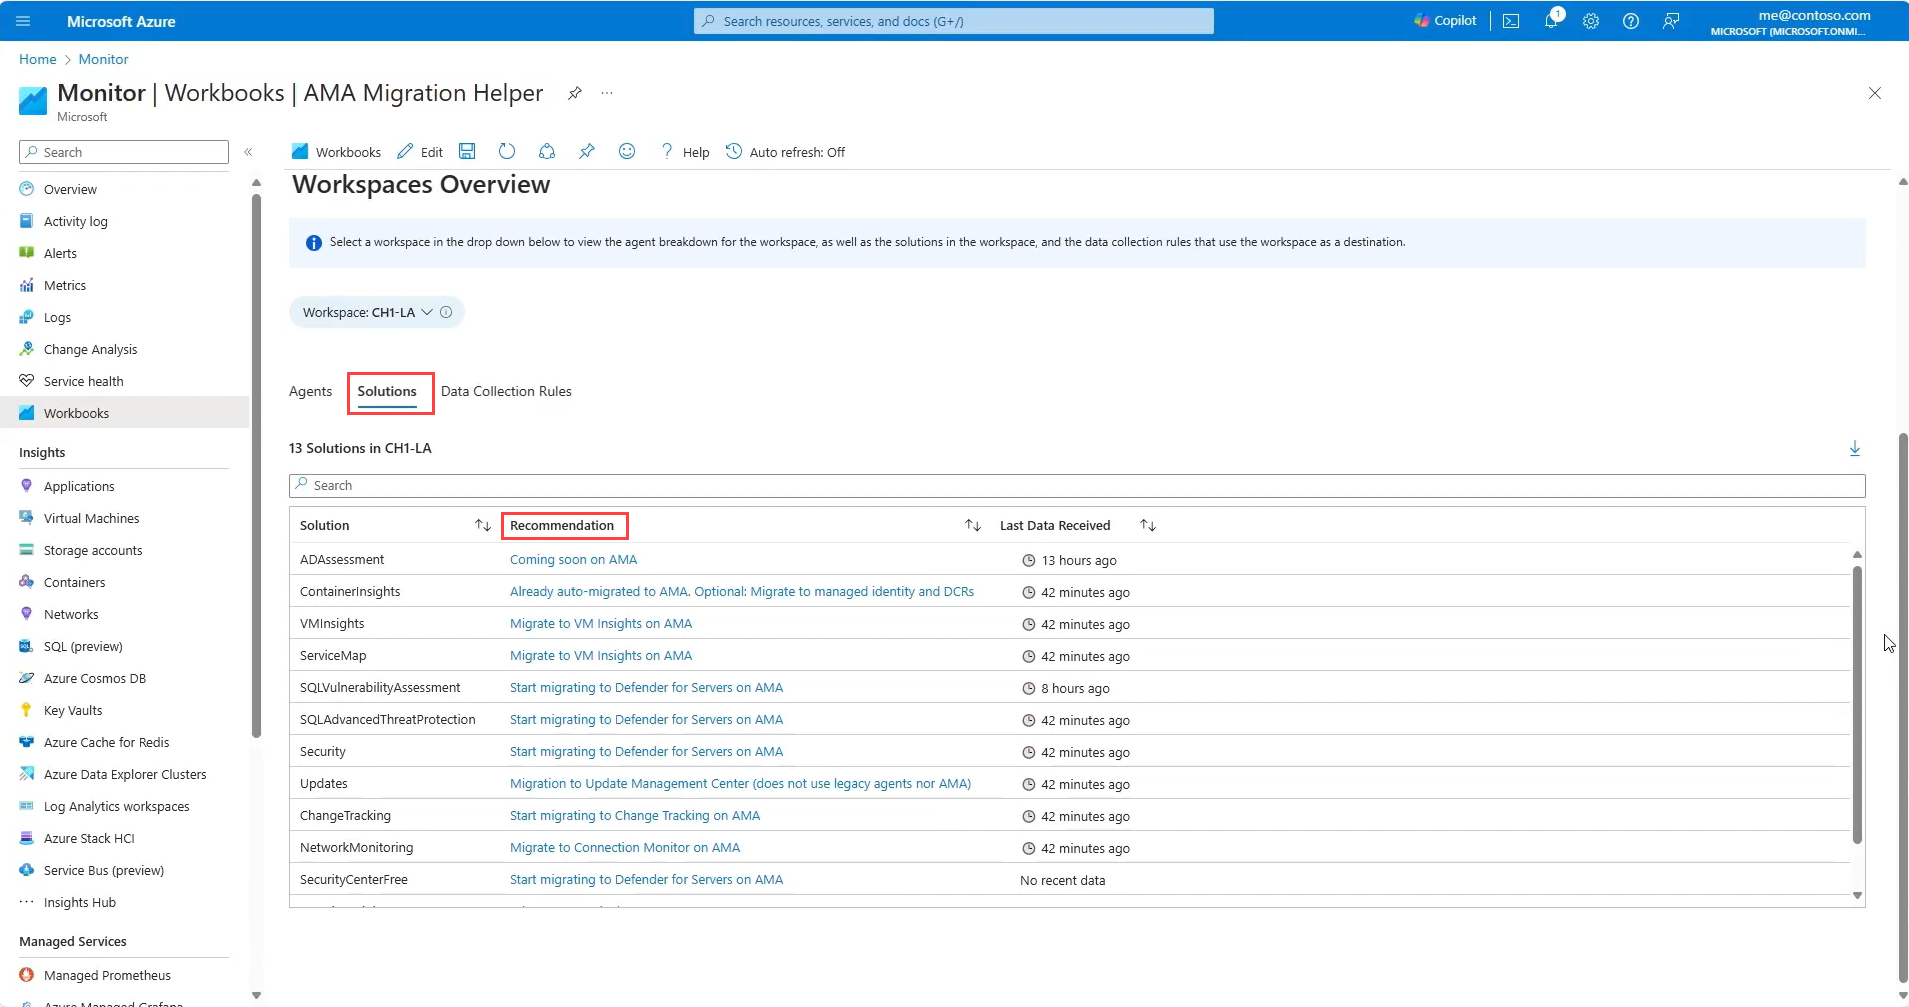 Microsoft Azure
Search resources, services, and docs (G+/)
Copilot
1
me@contoso.com
MICROSOFT (MICROSOFT.ONMI...
Home > Monitor
Monitor | Workbooks | AMA Migration Helper
Microsoft
Search
Overview
Activity log
Alerts
Metrics
Logs
Change Analysis
Service health
Workbooks
Insights
Applications
Virtual Machines
Storage accounts
Containers
Networks
SQL (preview)
Azure Cosmos DB
Key Vaults
Azure Cache for Redis
Azure Data Explorer Clusters
Log Analytics workspaces
Azure Stack HCI
Service Bus (preview)
Insights Hub
Managed Services
Managed Prometheus
Azure Managed Grafana
Workbooks Edit Help Auto refresh: Off
Workspaces Overview
Select a workspace in the drop down below to view the agent breakdown for the workspace, as well as the solutions in the workspace, and the data collection rules that use the workspace as a destination.
Workspace: CH1-LA
Agents Solutions Data Collection Rules
13 Solutions in CH1-LA
Search
Solution Recommendation Last Data Received
ADAssessment Coming soon on AMA 13 hours ago
ContainerInsights Already auto-migrated to AMA. Optional: Migrate to managed identity and DCRs 42 minutes ago
VMInsights Migrate to VM Insights on AMA 42 minutes ago
ServiceMap Migrate to VM Insights on AMA 42 minutes ago
SQLVulnerabilityAssessment Start migrating to Defender for Servers on AMA 8 hours ago
SQLAdvancedThreatProtection Start migrating to Defender for Servers on AMA 42 minutes ago
Security Start migrating to Defender for Servers on AMA 42 minutes ago
Updates Migration to Update Management Center (does not use legacy agents nor AMA) 42 minutes ago
ChangeTracking Start migrating to Change Tracking on AMA 42 minutes ago
NetworkMonitoring Migrate to Connection Monitor on AMA 42 minutes ago
SecurityCenterFree Start migrating to Defender for Servers on AMA No recent data